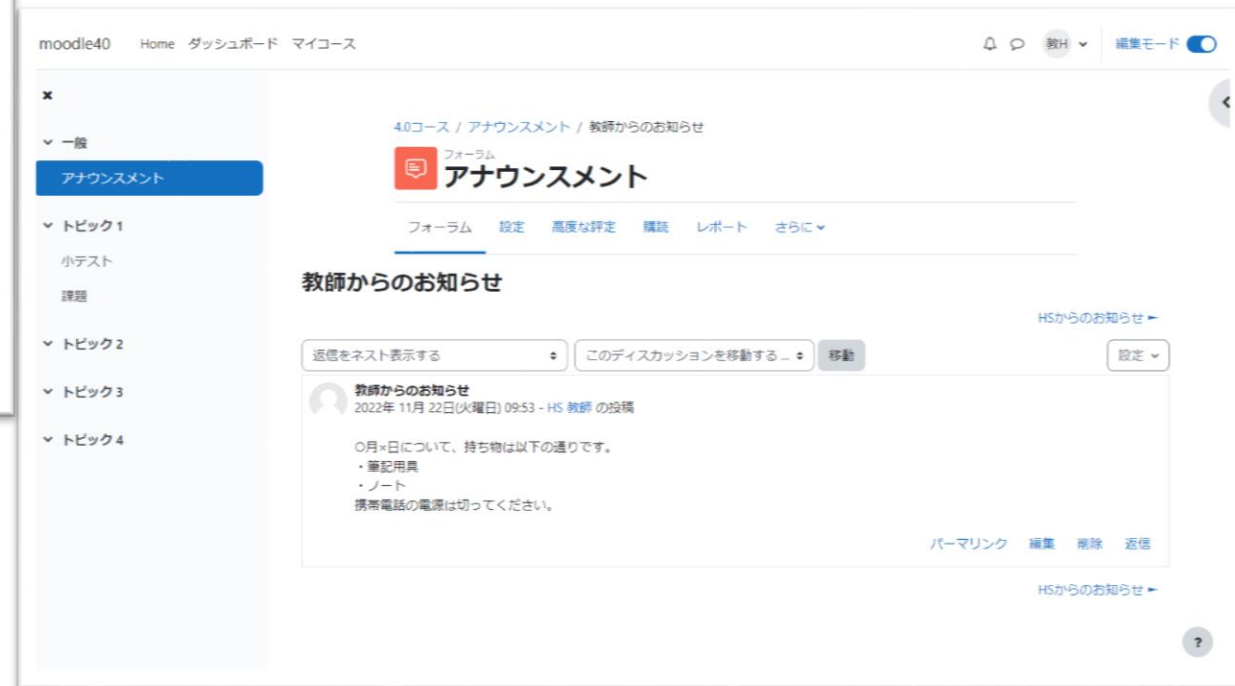 moodle40 Home ダッシュボード マイコース 教H 編集モード
一般
アナウンスメント
トピック 1
小テスト
課題
トピック 2
トピック 3
トピック 4
4.0コース / アナウンスメント / 教師からのお知らせ
フォーラム
アナウンスメント
フォーラム 設定 高度な評定 購読 レポート さらに
教師からのお知らせ
HSからのお知らせ ►
返信をネスト表示する このディスカッションを移動する ... 移動 設定
教師からのお知らせ
2022年 11月 22日(火曜日) 09:53 - HS 教師 の投稿
○月×日について、持ち物は以下の通りです。
・筆記用具
・ノート
携帯電話の電源は切ってください。
パーマリンク 編集 削除 返信
HSからのお知らせ ►
?